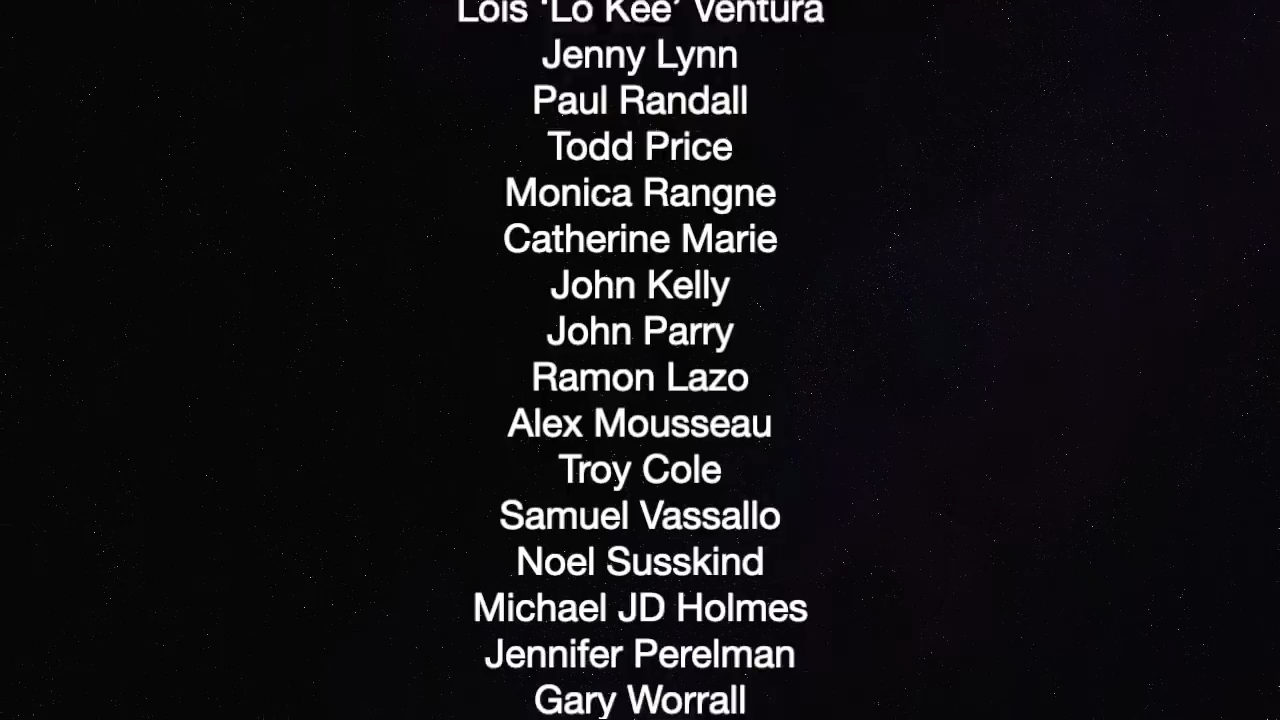 Lois ‘Lo Kee’ Ventura
Jenny Lynn
Paul Randall
Todd Price
Monica Rangne
Catherine Marie
John Kelly
John Parry
Ramon Lazo
Alex Mousseau
Troy Cole
Samuel Vassallo
Noel Susskind
Michael JD Holmes
Jennifer Perelman
Gary Worrall